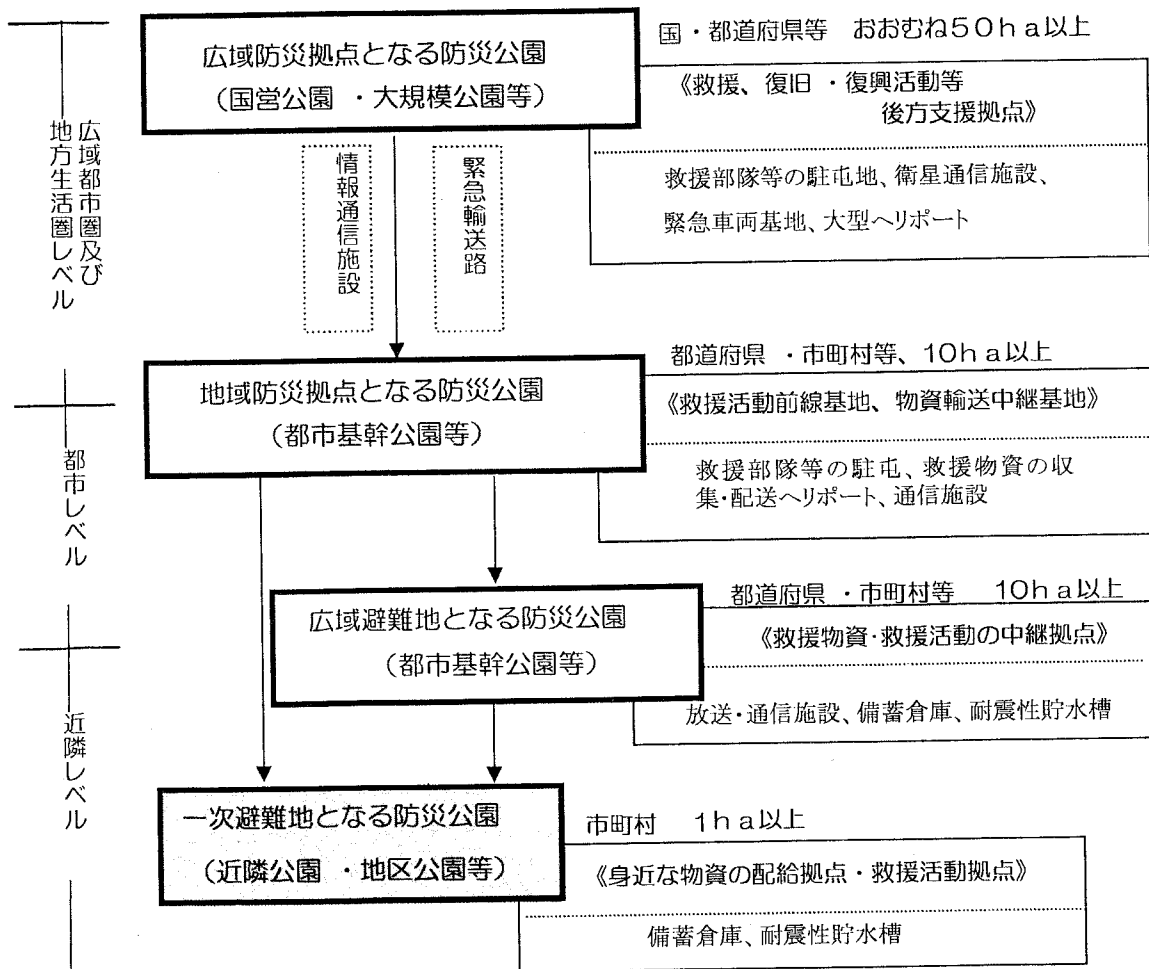 広域都市圏及び
地方生活圏レベル
広域防災拠点となる防災公園
(国営公園・大規模公園等)
国・都道府県等 おおむね50ha以上
《救援、復旧・復興活動等
後方支援拠点》
救援部隊等の駐屯地、衛星通信施設、
緊急車両基地、大型ヘリポート
情報通信施設
緊急輸送路
都市レベル
地域防災拠点となる防災公園
(都市基幹公園等)
都道府県・市町村等、10ha以上
《救援活動前線基地、物資輸送中継基地》
救援部隊等の駐屯、救援物資の収
集・配送ヘリポート、通信施設
広域避難地となる防災公園
(都市基幹公園等)
都道府県・市町村等 10ha以上
《救援物資・救援活動の中継拠点》
放送・通信施設、備蓄倉庫、耐震性貯水槽
近隣レベル
一次避難地となる防災公園
(近隣公園・地区公園等)
市町村 1ha以上
《身近な物資の配給拠点・救援活動拠点》
備蓄倉庫、耐震性貯水槽